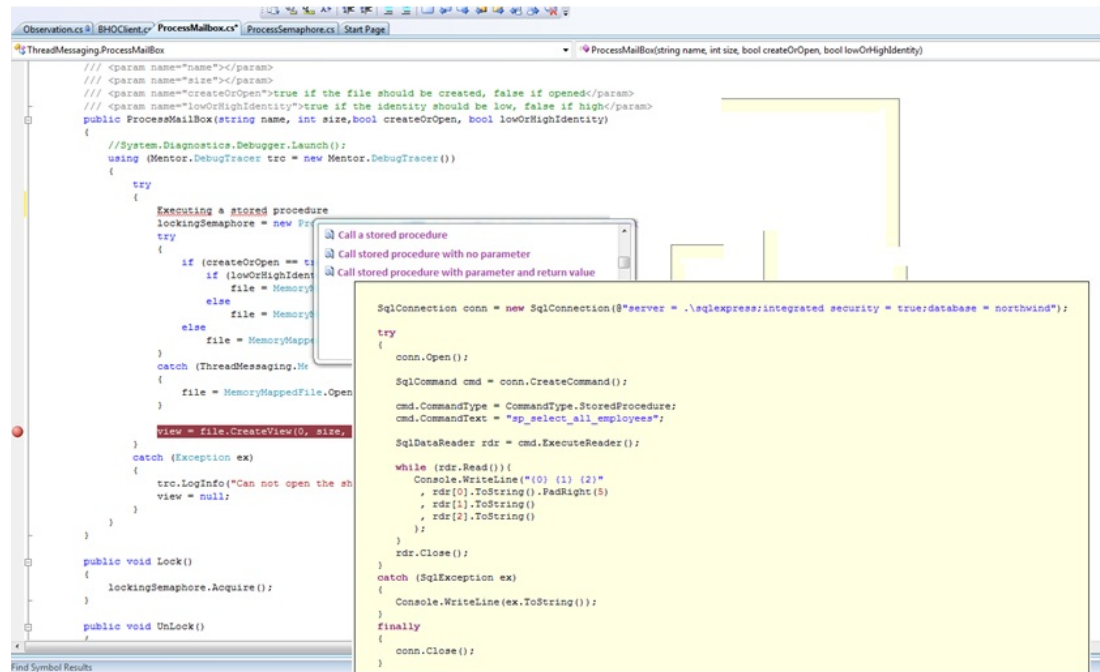 Observation.cs BHOClient.cs ProcessMailbox.cs* ProcessSemaphore.cs Start Page
ThreadMessaging.ProcessMailBox ProcessMailBox(string name, int size, bool createOrOpen, bool lowOrHighIdentity)
/// <param name="name"></param>
/// <param name="size"></param>
/// <param name="createOrOpen">true if the file should be created, false if opened</param>
/// <param name="lowOrHighIdentity">true if the identity should be low, false if high</param>
public ProcessMailBox(string name, int size,bool createOrOpen, bool lowOrHighIdentity)
{
//System.Diagnostics.Debugger.Launch();
using (Mentor.DebugTracer trc = new Mentor.DebugTracer())
{
try
{
Executing a stored procedure
lockingSemaphore = new Pro
try
{
if (createOrOpen == tr
if (lowOrHighIdent
file = Memory
else
file = Memory
else
file = MemoryMappe
}
catch (ThreadMessaging.Me
{
file = MemoryMappedFile.Open
}
view = file.CreateView(0, size,
}
catch (Exception ex)
{
trc.LogInfo("Can not open the sh
view = null;
}
}
}
public void Lock()
{
lockingSemaphore.Acquire();
}
public void UnLock()
{
Find Symbol Results
Call a stored procedure
Call stored procedure with no parameter
Call stored procedure with parameter and return value
SqlConnection conn = new SqlConnection(@"server = .\sqlexpress;integrated security = true;database = northwind");
try
{
conn.Open();
SqlCommand cmd = conn.CreateCommand();
cmd.CommandType = CommandType.StoredProcedure;
cmd.CommandText = "sp_select_all_employees";
SqlDataReader rdr = cmd.ExecuteReader();
while (rdr.Read()){
Console.WriteLine("{0} {1} {2}"
, rdr[0].ToString().PadRight(5)
, rdr[1].ToString()
, rdr[2].ToString()
);
}
rdr.Close();
}
catch (SqlException ex)
{
Console.WriteLine(ex.ToString());
}
finally
{
conn.Close();
}